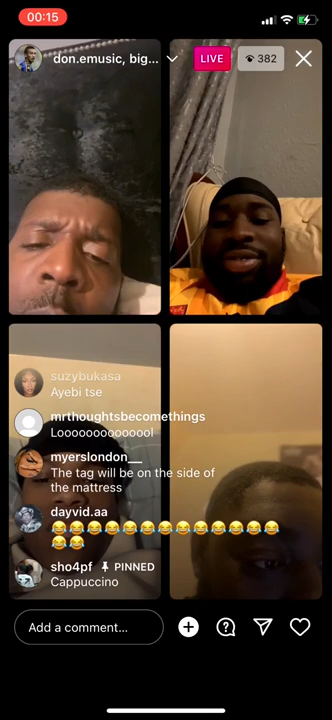 00:15
don.emusic, big...
LIVE
382
suzybukasa
Ayebi tse
mrthoughtsbecomethings
Looooooooooool
myerslondon__
The tag will be on the side of
the mattress
dayvid.aa
😂😂😂😂😂😂😂😂😂😂😂😂😂
😂😂
sho4pf PINNED
Cappuccino
Add a comment...